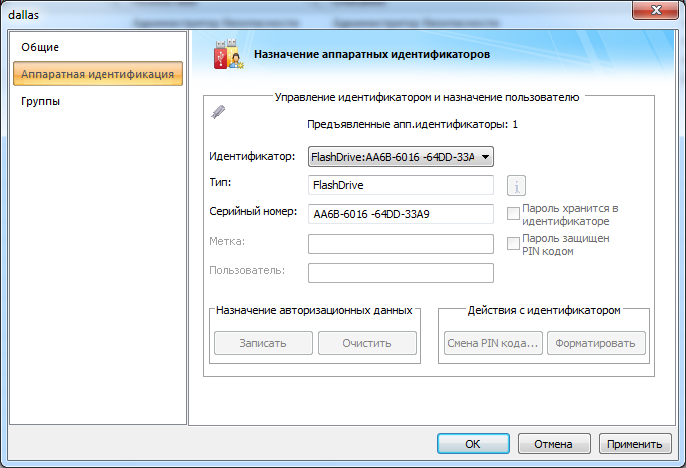 dallas
Общие
Аппаратная идентификация
Группы
Назначение аппаратных идентификаторов
Управление идентификатором и назначение пользователю
Предъявленные апп.идентификаторы: 1
Идентификатор: FlashDrive:AA6B-6016 -64DD-33A
Тип: FlashDrive
Серийный номер: AA6B-6016 -64DD-33A9
Пароль хранится в
идентификаторе
Метка:
Пароль защищен
PIN кодом
Пользователь:
Назначение авторизационных данных
Действия с идентификатором
Записать Очистить Смена PIN кода... Форматировать
OK Отмена Применить